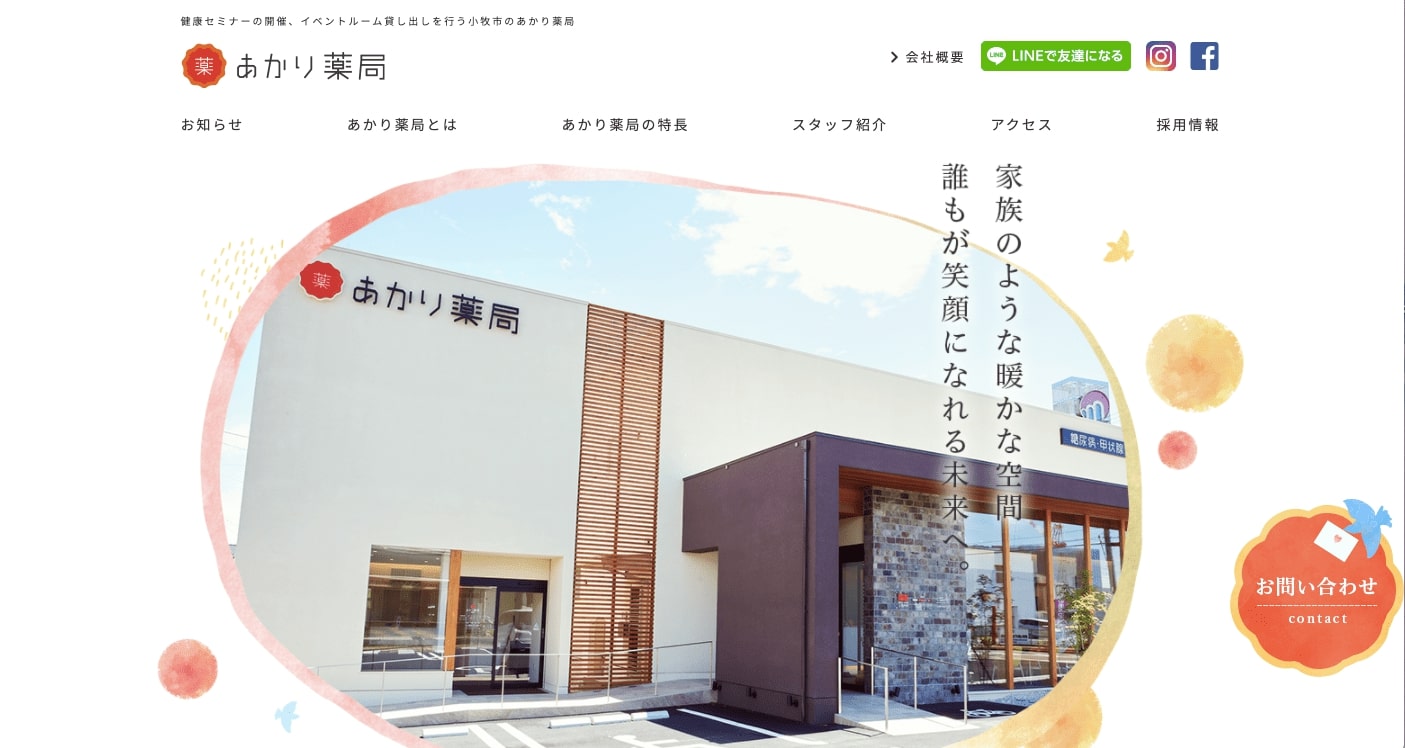 健康セミナーの開催、イベントルーム貸し出しを行う小牧市のあかり薬局
薬 あかり薬局
会社概要
LINE LINEで友達になる
お知らせ
あかり薬局とは
あかり薬局の特長
スタッフ紹介
アクセス
採用情報
家族のような暖かな空間
誰もが笑顔になれる未来へ。
薬 あかり薬局
糖尿病・甲状腺
お問い合わせ
contact